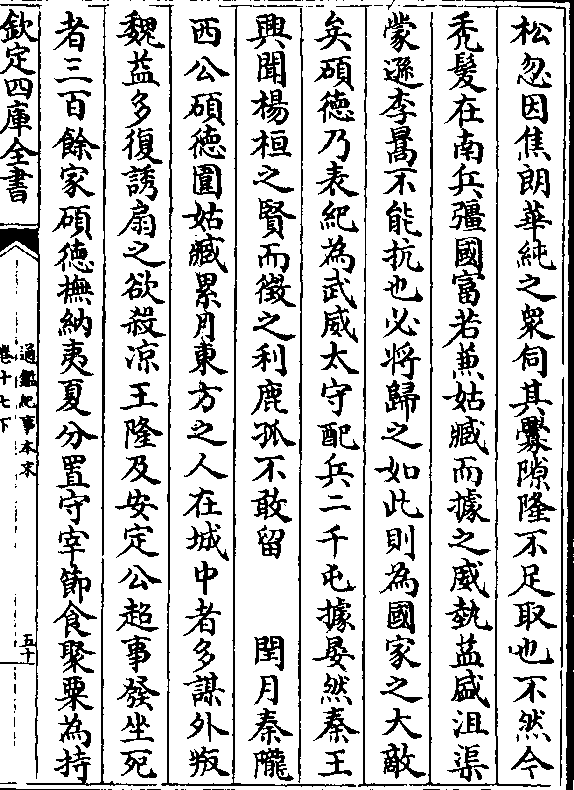 松忽因焦朗華純之衆伺其釁隙隆不足取也不然今
秃髮在南兵彊國富若兼姑臧而據之威埶益盛沮渠
蒙遜李暠不能抗也必將歸之如此則為國家之大敵
矣碩德乃表紀為武威太守配兵二千屯據晏然秦王
興聞楊桓之賢而徵之利鹿孤不敢留　　閏月秦隴
西公碩德圍姑臧累月東方之人在城中者多謀外叛
魏益多復誘扇之欲殺凉王隆及安定公超事發坐死
者三百餘家碩德撫納夷夏分置守宰節食聚粟為持
欽定四庫全書
通鑑紀事本末
卷十七下
五十